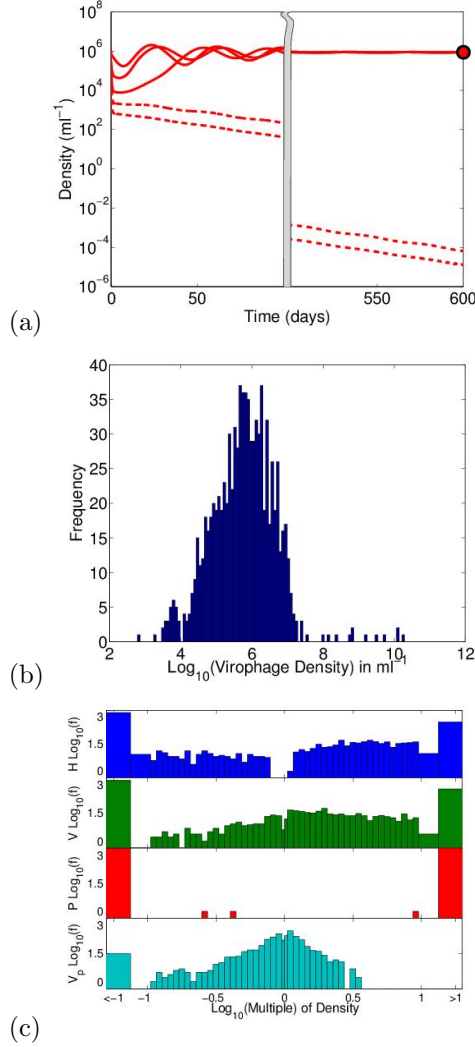 10^8
10^6
10^4
10^2
10^0
10^-2
10^-4
10^-6
Density (ml^-1)
0 50 550 600
Time (days)
(a)
40
35
30
25
20
15
10
5
0
Frequency
2 4 6 8 10 12
Log10(Virophage Density) in ml^-1
(b)
3
1.5
0
H Log10(f)
3
1.5
0
V Log10(f)
3
1.5
0
P Log10(f)
3
1.5
0
Vp Log10(f)
<-1 -1 -0.5 0 0.5 >1
Log10(Multiple) of Density
(c)